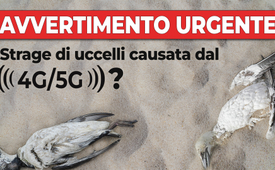 AVVERTIMENTO URGENTE
Strage di uccelli causata dal
((( 4G/5G ))) ?